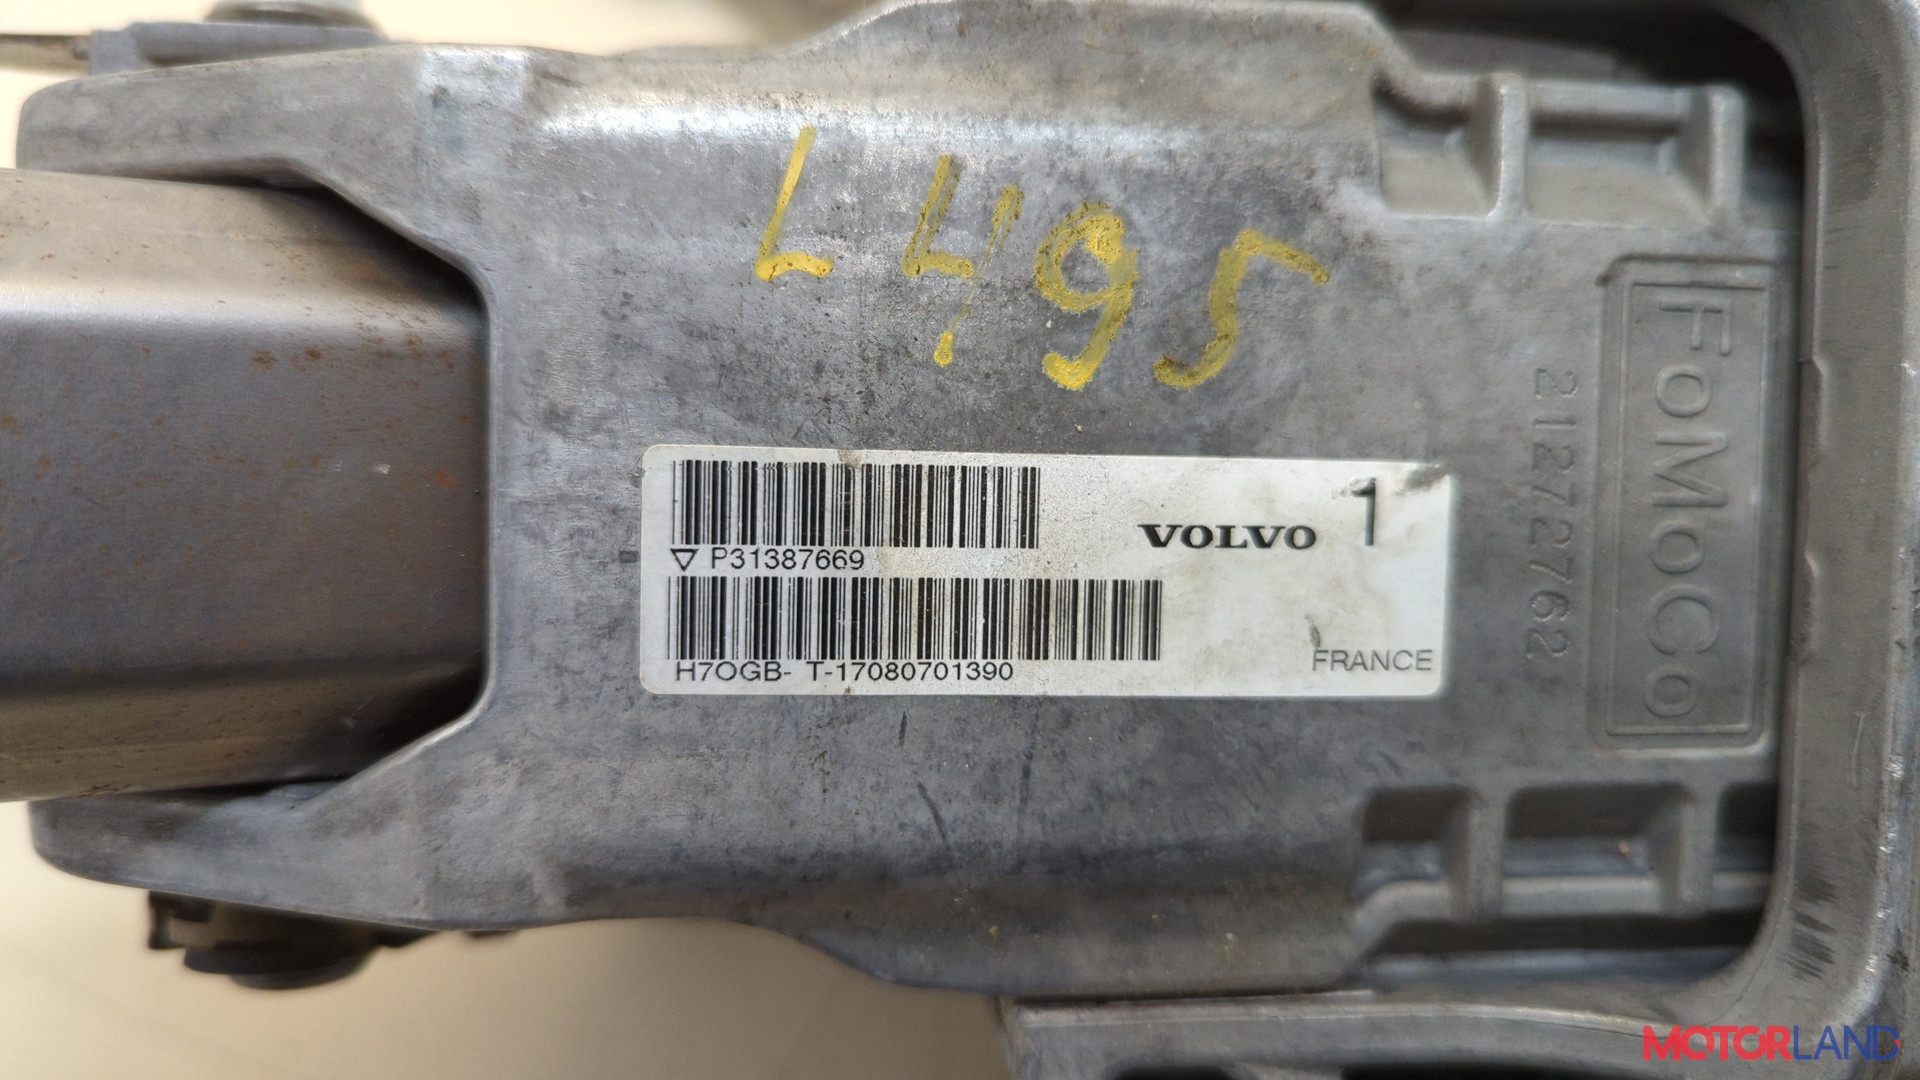 L495
VOLVO 1
▽ P31387669
H7OGB- T-17080701390
FRANCE
FoMoCo
21272762
MOTORLAND